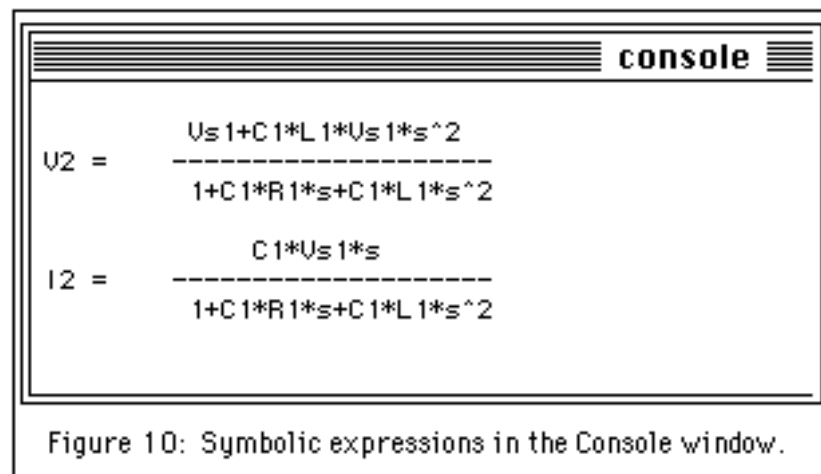 console
Vs1+C1*L1*Vs1*s^2
V2 = --------------------
1+C1*R1*s+C1*L1*s^2
C1*Vs1*s
I2 = --------------------
1+C1*R1*s+C1*L1*s^2
Figure 10: Symbolic expressions in the Console window.